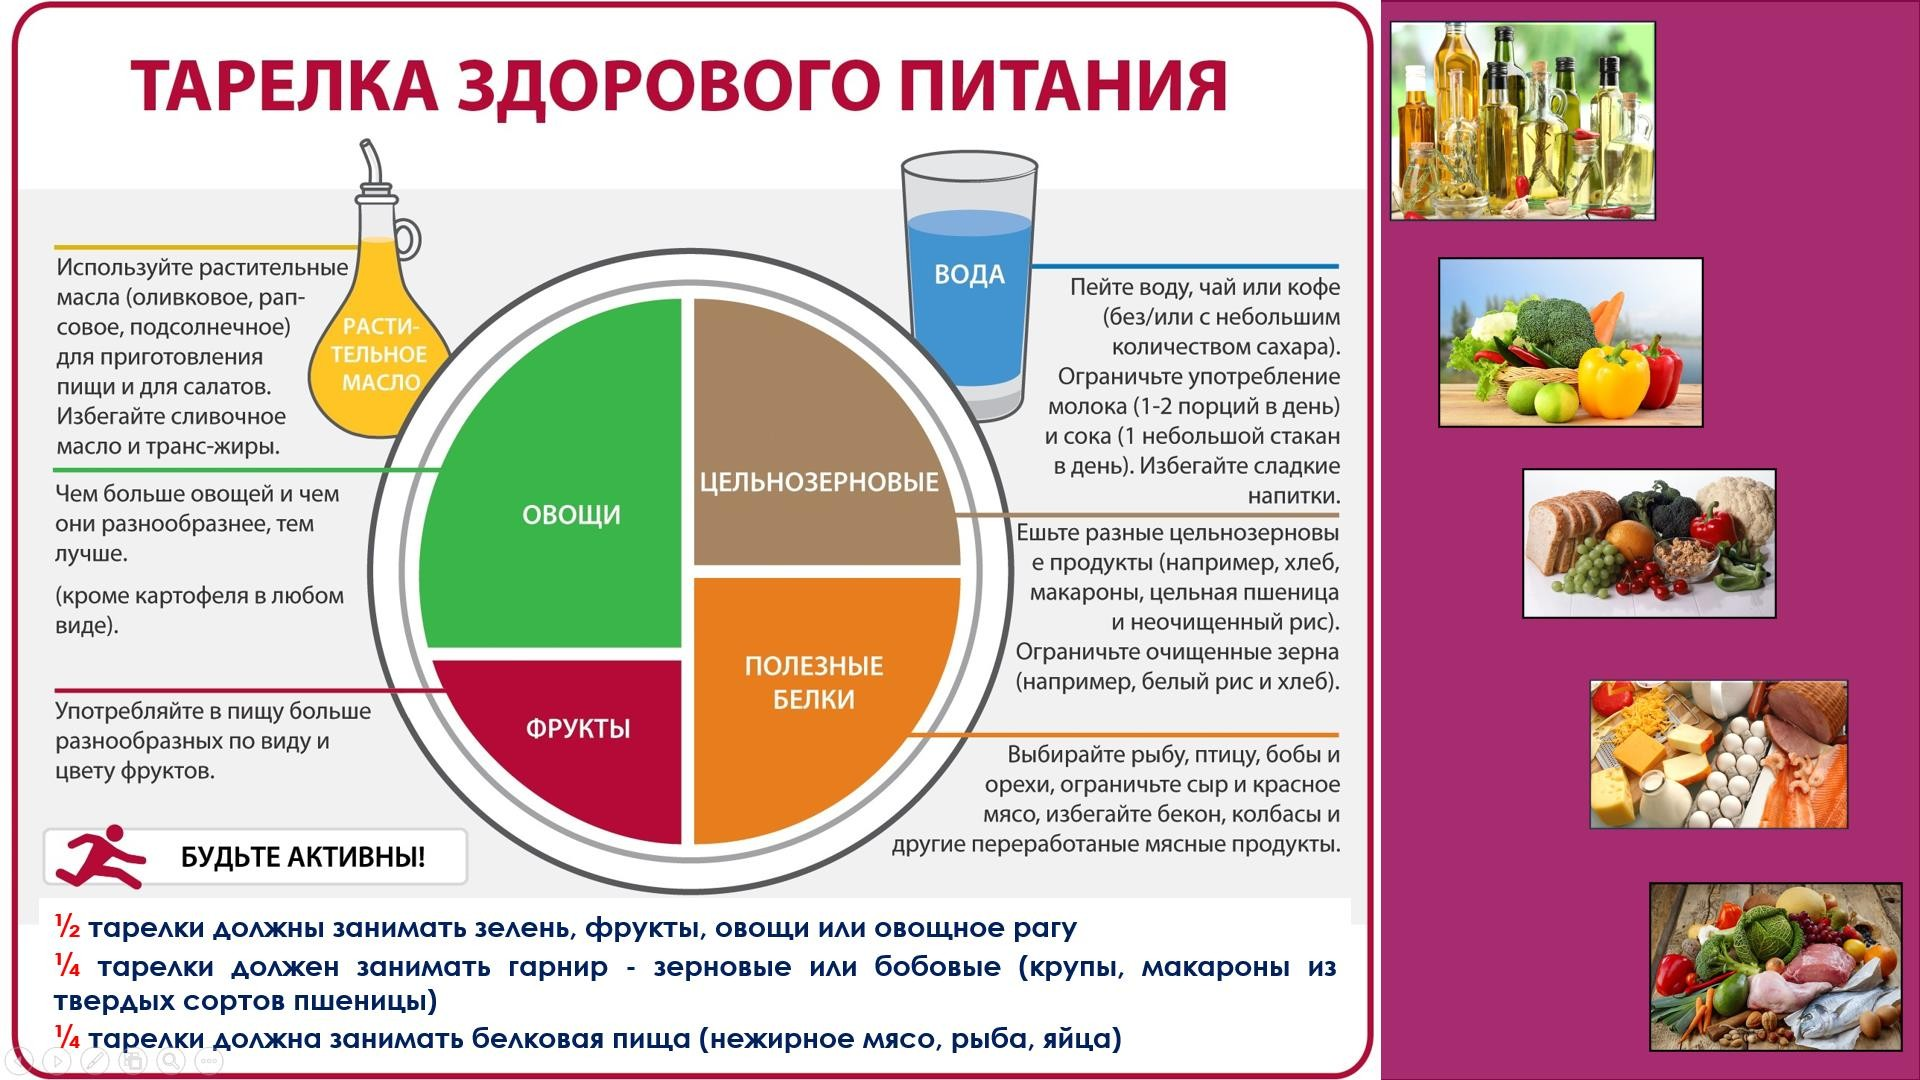 ТАРЕЛКА ЗДОРОВОГО ПИТАНИЯ
Используйте растительные
масла (оливковое, рап-
совое, подсолнечное)
для приготовления
пищи и для салатов.
Избегайте сливочное
масло и транс-жиры.
РАСТИ-
ТЕЛЬНОЕ
МАСЛО
Чем больше овощей и чем
они разнообразнее, тем
лучше.
(кроме картофеля в любом
виде).
Употребляйте в пищу больше
разнообразных по виду и
цвету фруктов.
БУДЬТЕ АКТИВНЫ!
ОВОЩИ
ФРУКТЫ
ЦЕЛЬНОЗЕРНОВЫЕ
ПОЛЕЗНЫЕ
БЕЛКИ
ВОДА
Пейте воду, чай или кофе
(без/или с небольшим
количеством сахара).
Ограничьте употребление
молока (1-2 порций в день)
и сока (1 небольшой стакан
в день). Избегайте сладкие
напитки.
Ешьте разные цельнозерновы
е продукты (например, хлеб,
макароны, цельная пшеница
и неочищенный рис).
Ограничьте очищенные зерна
(например, белый рис и хлеб).
Выбирайте рыбу, птицу, бобы и
орехи, ограничьте сыр и красное
мясо, избегайте бекон, колбасы и
другие переработаные мясные продукты.
½ тарелки должны занимать зелень, фрукты, овощи или овощное рагу
¼ тарелки должен занимать гарнир - зерновые или бобовые (крупы, макароны из
твердых сортов пшеницы)
¼ тарелки должна занимать белковая пища (нежирное мясо, рыба, яйца)